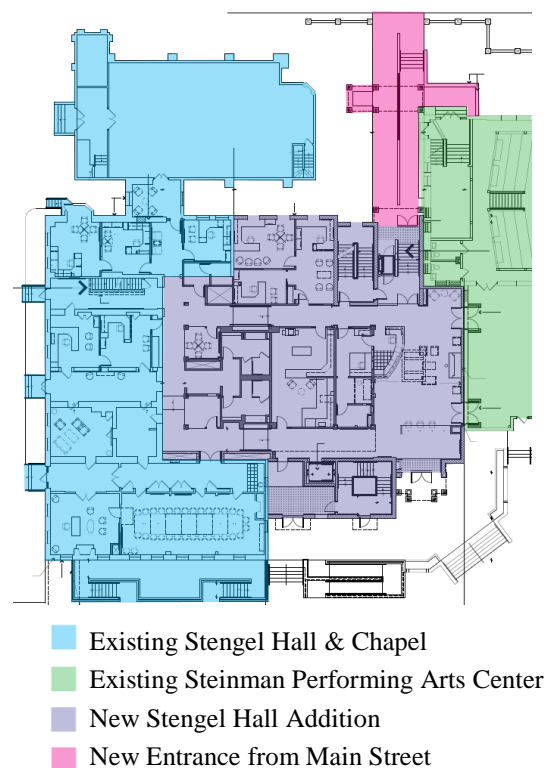 Existing Stengel Hall & Chapel
Existing Steinman Performing Arts Center
New Stengel Hall Addition
New Entrance from Main Street